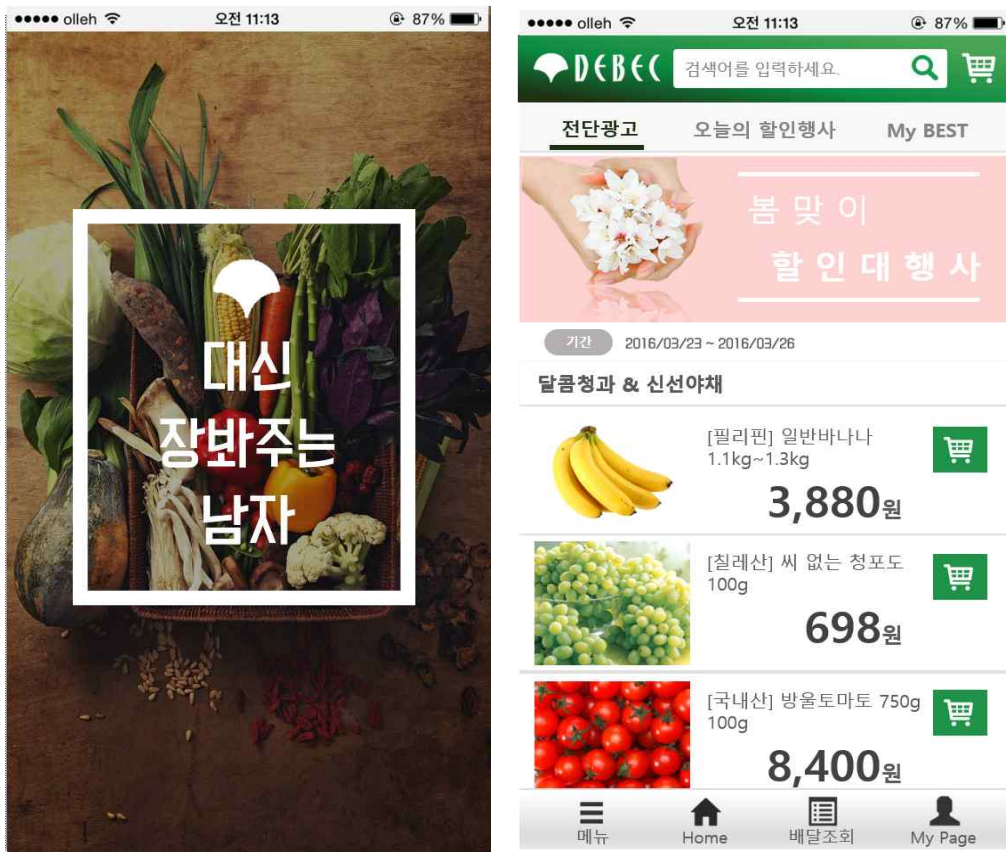 olleh 오전 11:13 87%
대신
장봐주는
남자
olleh 오전 11:13 87%
DEBEC 검색어를 입력하세요.
전단광고 오늘의 할인행사 My BEST
봄 맞 이
할 인 대 행 사
기간 2016/03/23 ~ 2016/03/26
달콤청과 & 신선야채
[필리핀] 일반바나나
1.1kg~1.3kg
3,880원
[칠레산] 씨 없는 청포도
100g
698원
[국내산] 방울토마토 750g
100g
8,400원
메뉴 Home 배달조회 My Page